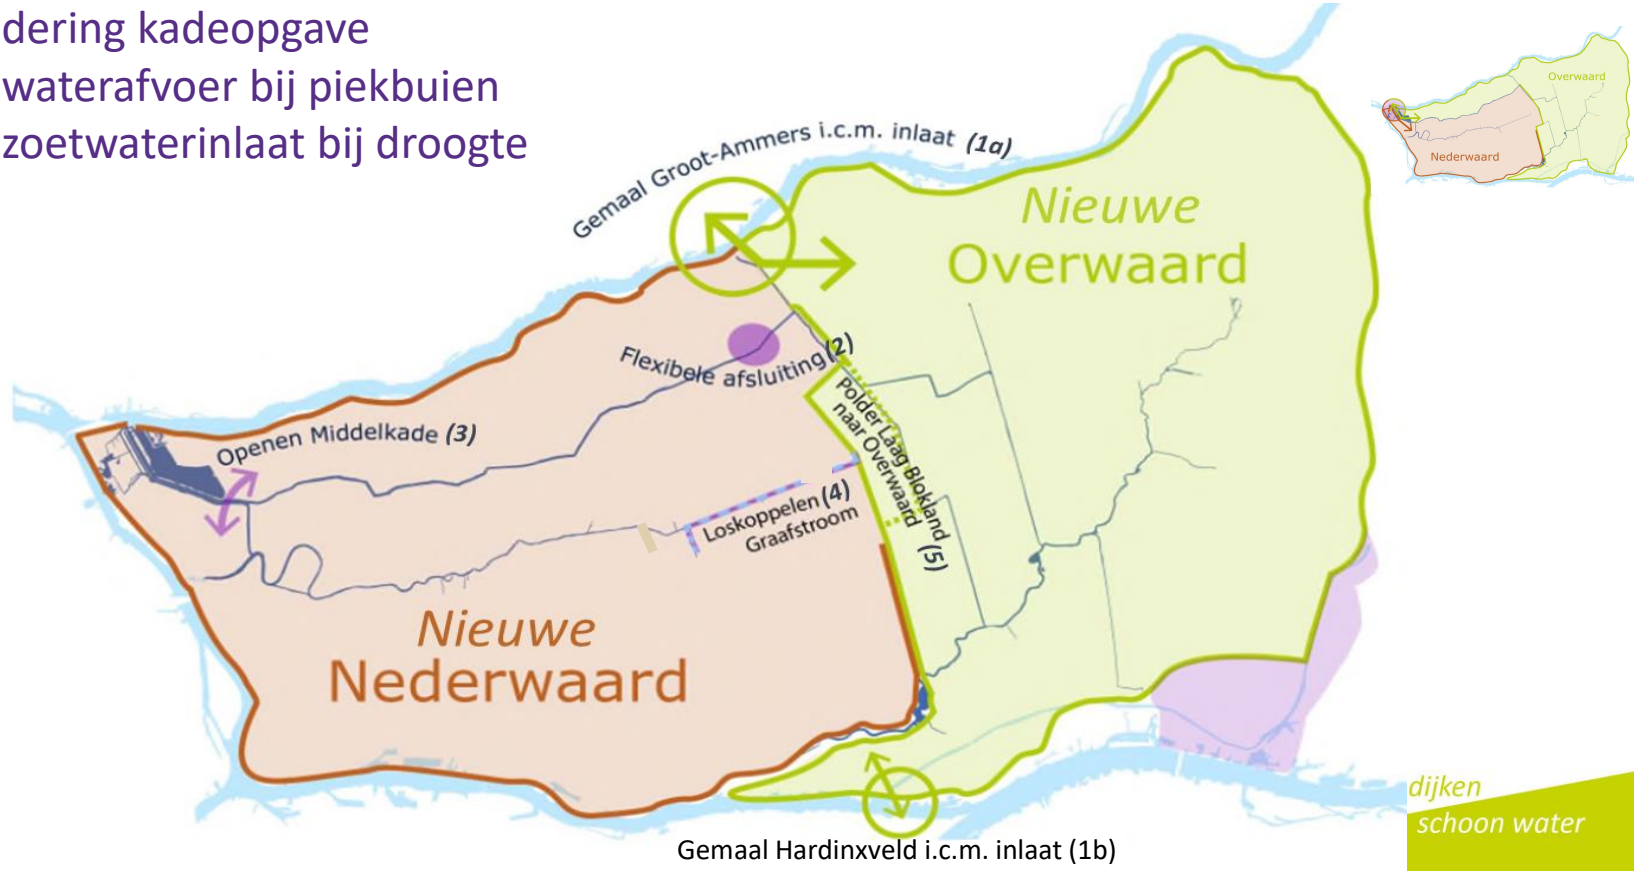 dering kadeopgave
waterafvoer bij piekbuien
zoetwaterinlaat bij droogte
Gemaal Groot-Ammers i.c.m. inlaat (1a)
Overwaard
Nederwaard
Nieuwe
Overwaard
Flexibele afsluiting (2)
Polder Laag Blokland
naar Overwaard (5)
Openen Middelkade (3)
Loskoppelen (4)
Graafstroom
Nieuwe
Nederwaard
Gemaal Hardinxveld i.c.m. inlaat (1b)
dijken
schoon water